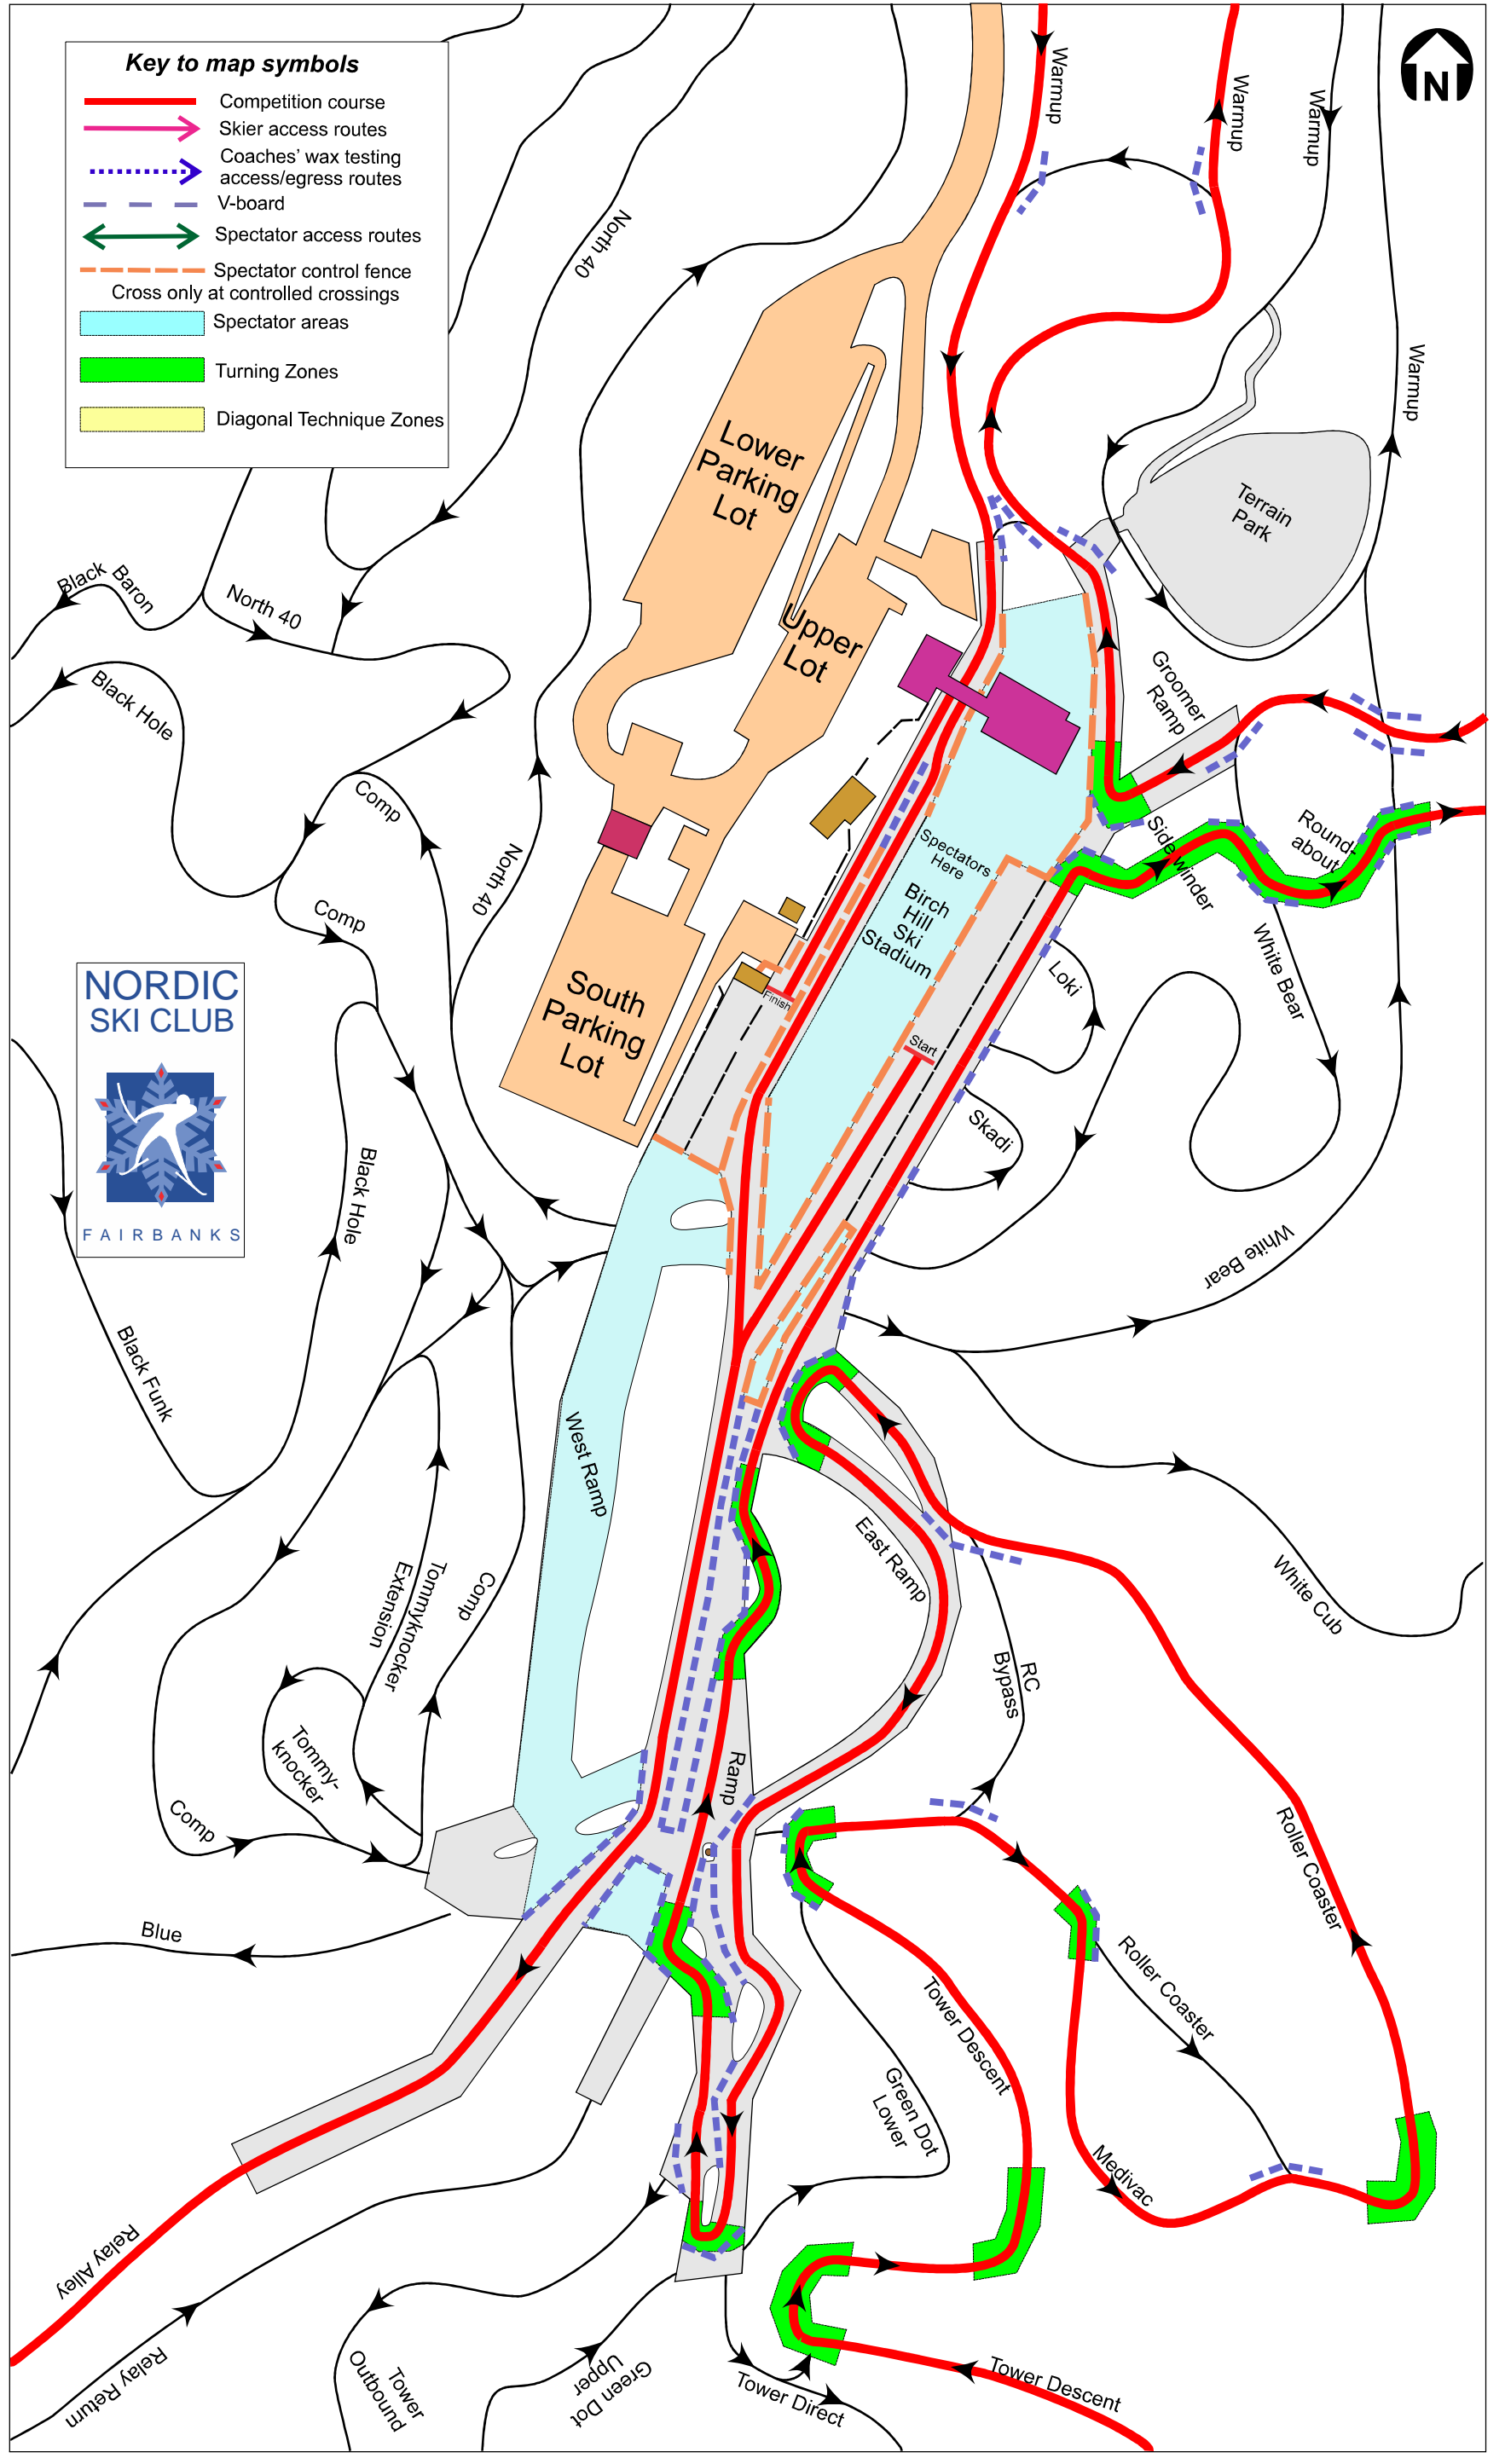 Key to map symbols
Competition course
Skier access routes
Coaches' wax testing
access/egress routes
V-board
Spectator access routes
Spectator control fence
Cross only at controlled crossings
Spectator areas
Turning Zones
Diagonal Technique Zones
N
Warmup
Warmup
Warmup
Warmup
North 40
Lower
Parking
Lot
Terrain
Park
Black Baron
North 40
Upper
Lot
Black Hole
Groomer
Ramp
Comp
Side winder
Round-
about
Spectators
Here
North 40
Comp
Birch
Hill
Ski
Stadium
White Bear
Loki
NORDIC
SKI CLUB
FAIRBANKS
South
Parking
Lot
Finish
Start
Skadi
Black Hole
White Bear
Black Funk
West Ramp
East Ramp
White Cub
Tommyknocker
Extension
Comp
RC
Bypass
Tommy-
knocker
Ramp
Comp
Roller Coaster
Blue
Roller Coaster
Tower Descent
Green Dot
Lower
Medivac
Relay Alley
Relay Return
Tower
Outbound
Green Dot
Upper
Tower Direct
Tower Descent